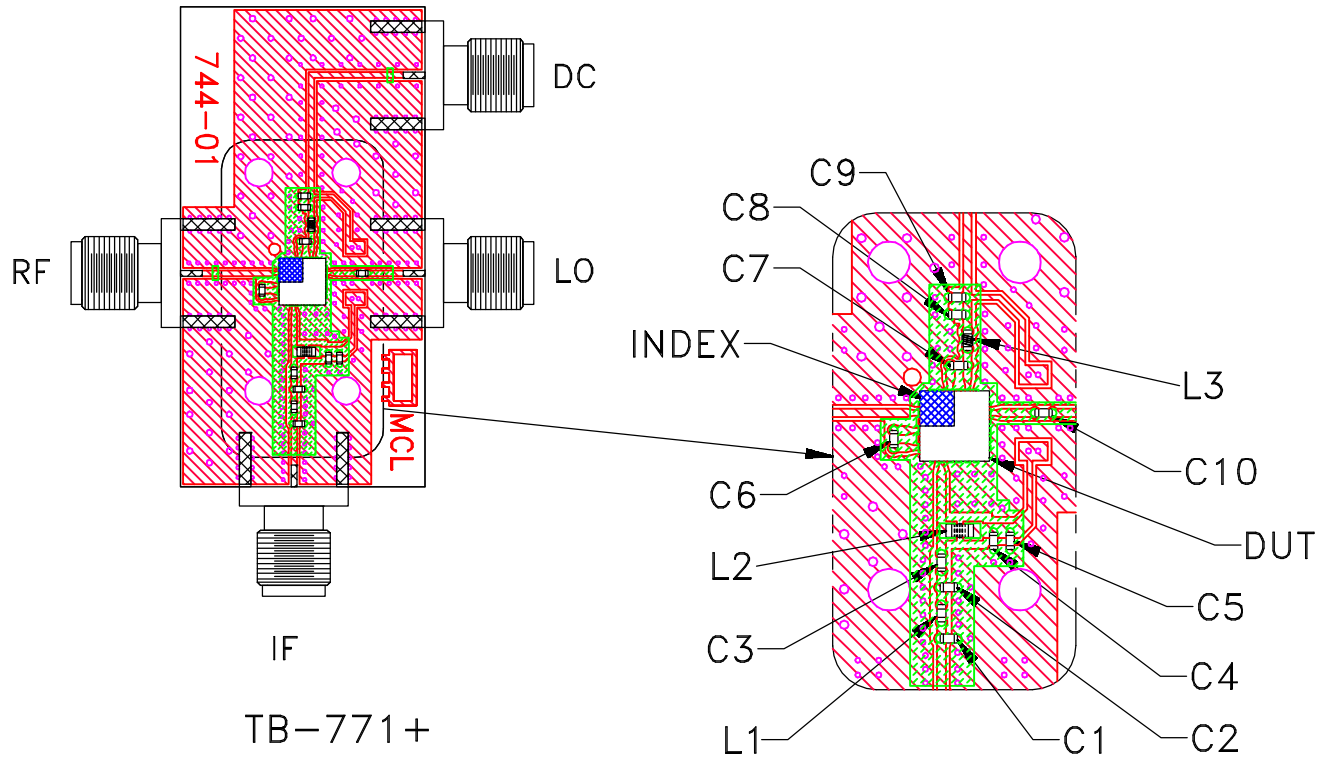 744-01
DC
RF
LO
MCL
IF
TB-771+
C9
C8
C7
INDEX
L3
C10
C6
DUT
L2
C5
C3
C4
L1
C1
C2